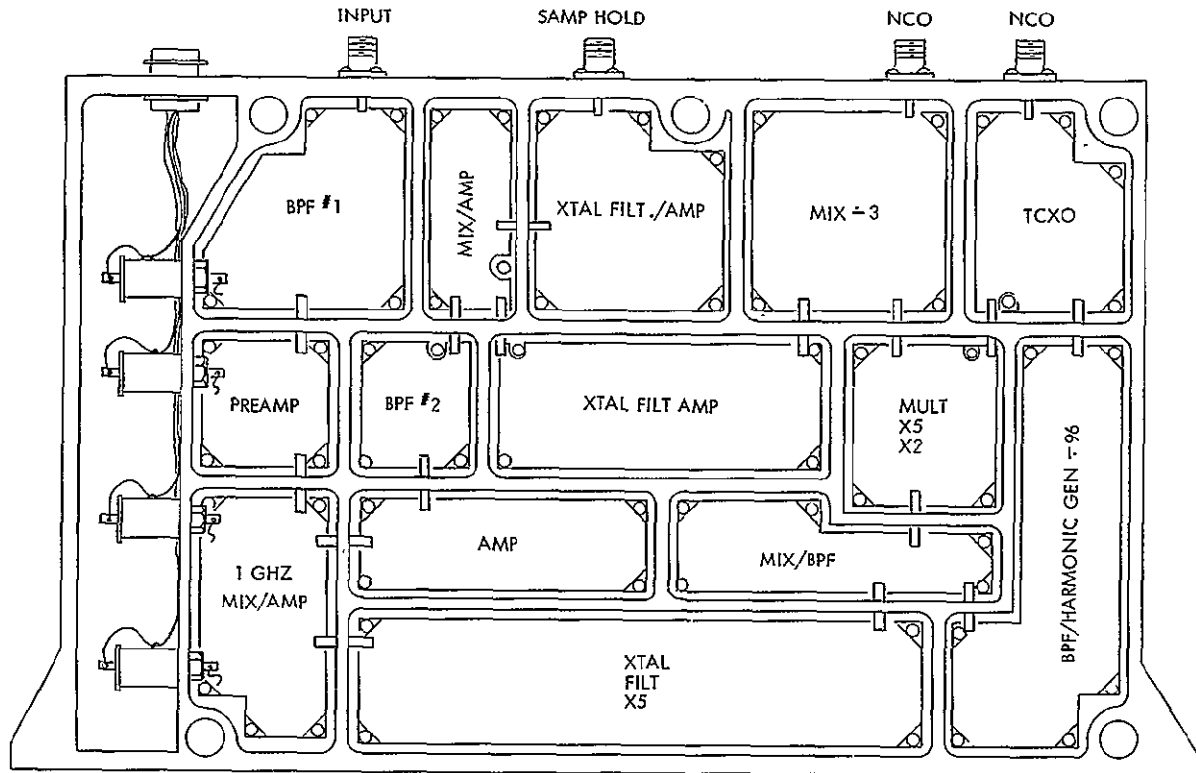 INPUT
SAMP HOLD
NCO
NCO
BPF #1
MIX/AMP
XTAL FILT./AMP
MIX ÷3
TCXO
PREAMP
BPF #2
XTAL FILT AMP
MULT
X5
X2
BPF/HARMONIC GEN ÷96
1 GHZ
MIX/AMP
AMP
MIX/BPF
XTAL
FILT
X5